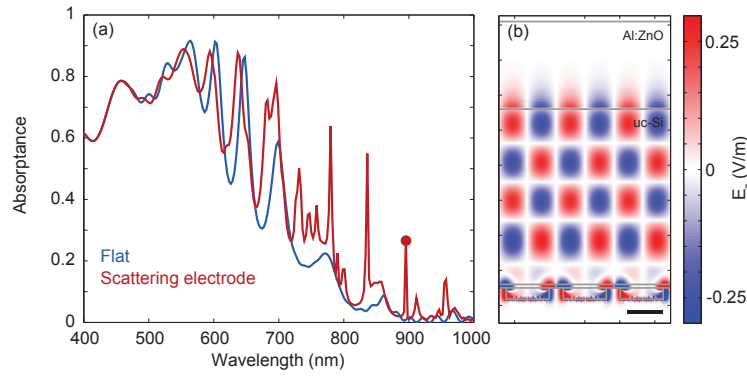 (a)
Absorptance
1
0.8
0.6
0.4
0.2
0
Flat
Scattering electrode
400
500
600
700
800
900
1000
Wavelength (nm)
(b)
Al:ZnO
uc-Si
0.25
0
-0.25
(V/m)